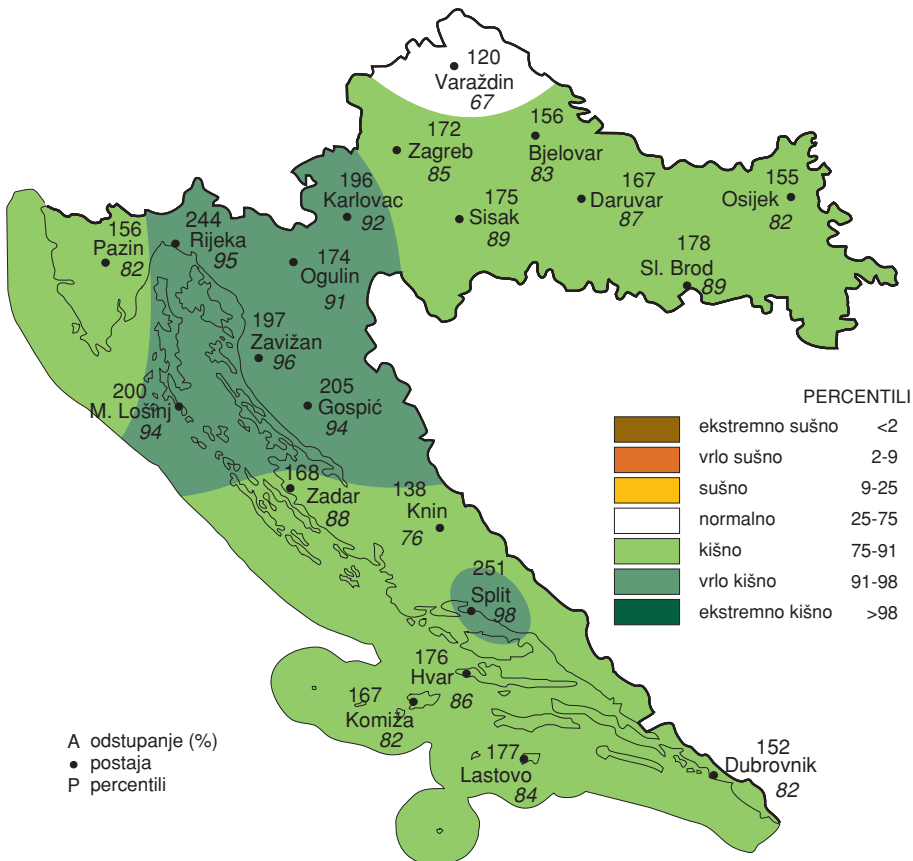 120
Varaždin
67
172
Zagreb
85
156
Bjelovar
83
196
Karlovac
92
175
Sisak
89
167
Daruvar
87
155
Osijek
82
156
Pazin
82
244
Rijeka
95
174
Ogulin
91
178
Sl. Brod
89
197
Zavižan
96
200
M. Lošinj
94
205
Gospić
94
168
Zadar
88
138
Knin
76
251
Split
98
176
Hvar
86
167
Komiža
82
177
Lastovo
84
152
Dubrovnik
82
PERCENTILI
ekstremno sušno <2
vrlo sušno 2-9
sušno 9-25
normalno 25-75
kišno 75-91
vrlo kišno 91-98
ekstremno kišno >98
A odstupanje (%)
● postaja
P percentili